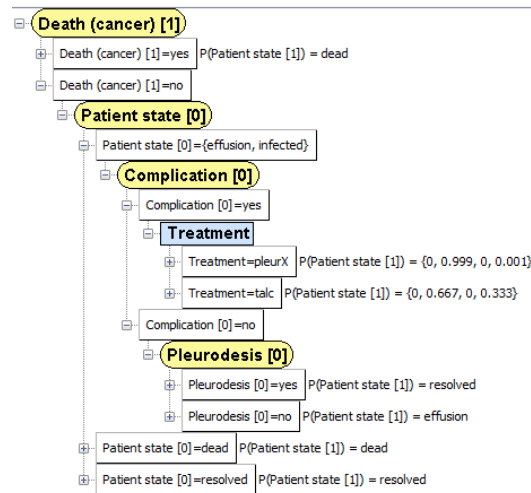 Death (cancer) [1]
Death (cancer) [1]=yes P(Patient state [1]) = dead
Death (cancer) [1]=no
Patient state [0]
Patient state [0]={effusion, infected}
Complication [0]
Complication [0]=yes
Treatment
Treatment=pleurX P(Patient state [1]) = {0, 0.999, 0, 0.001}
Treatment=talc P(Patient state [1]) = {0, 0.667, 0, 0.333}
Complication [0]=no
Pleurodesis [0]
Pleurodesis [0]=yes P(Patient state [1]) = resolved
Pleurodesis [0]=no P(Patient state [1]) = effusion
Patient state [0]=dead P(Patient state [1]) = dead
Patient state [0]=resolved P(Patient state [1]) = resolved